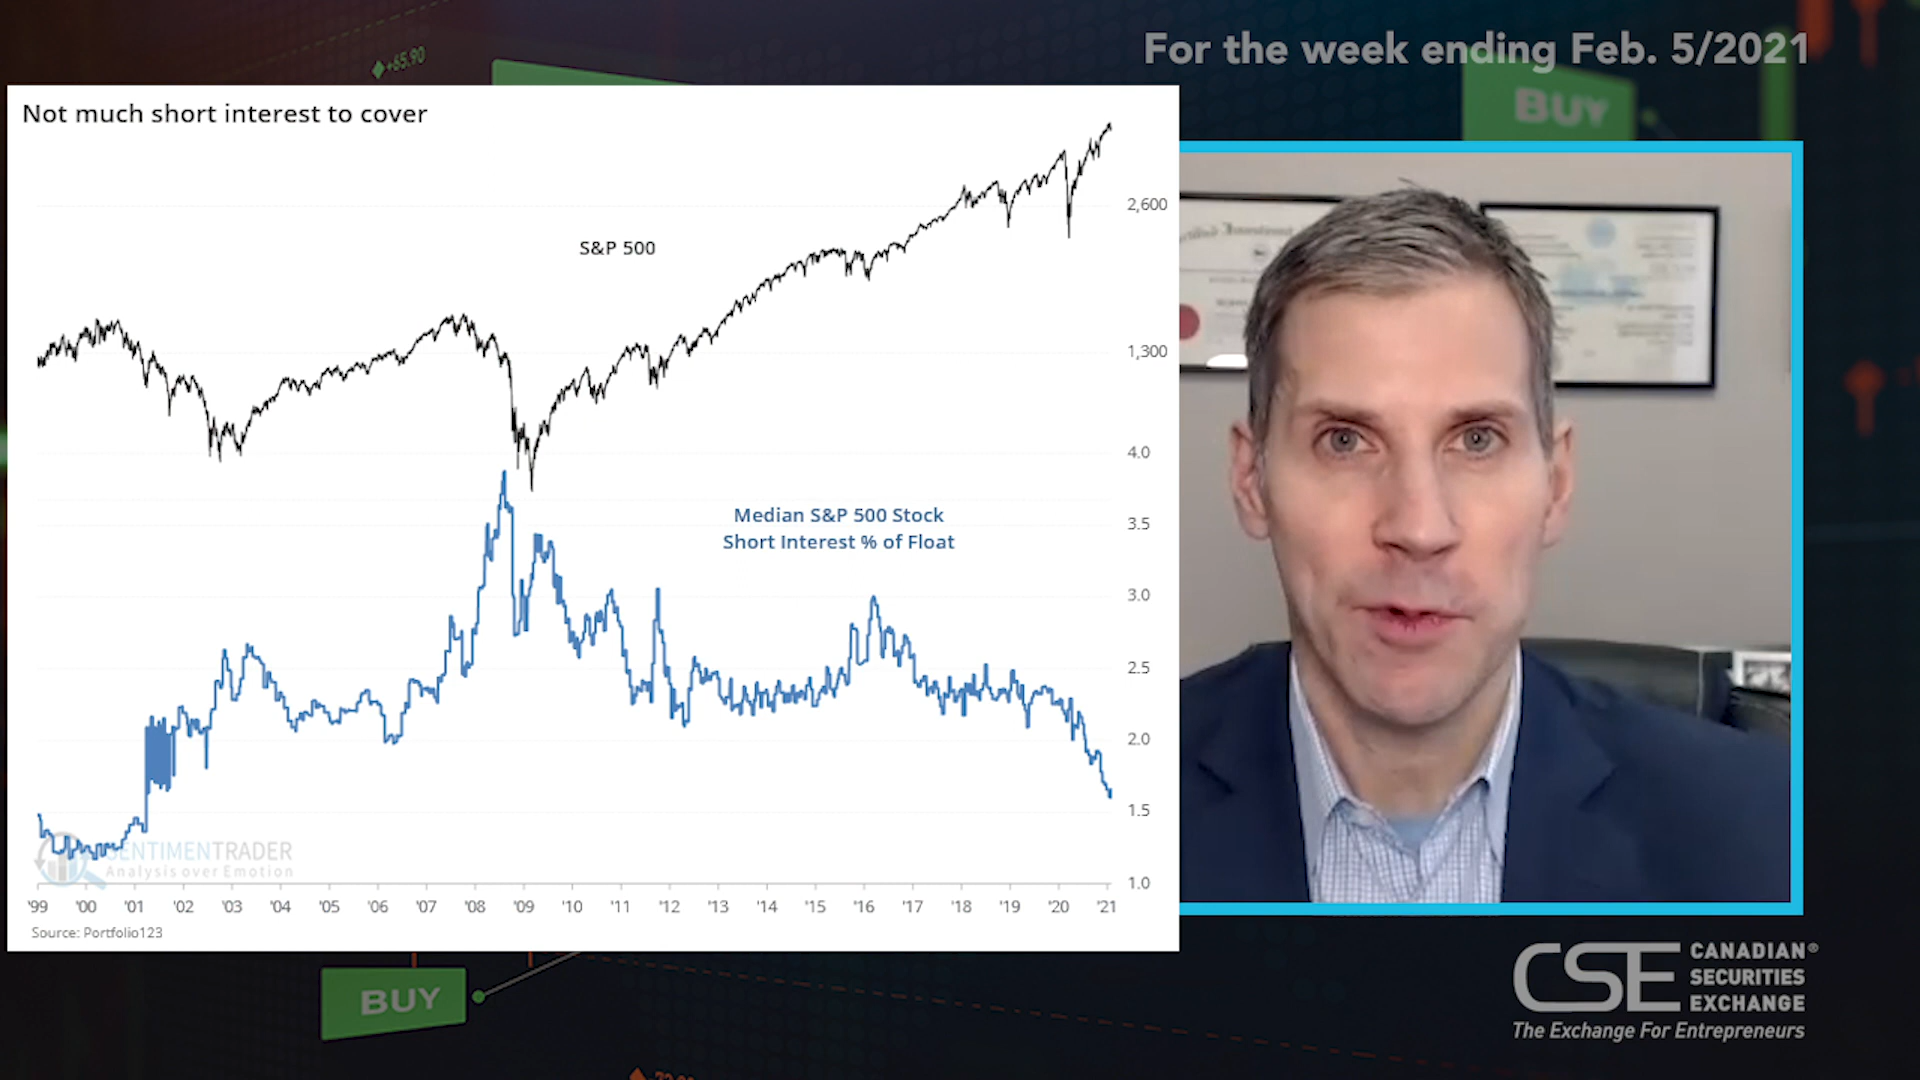 +65.90
For the week ending Feb. 5/2021
BUY
Not much short interest to cover
S&P 500
2,600
1,300
4.0
Median S&P 500 Stock
Short Interest % of Float
3.5
3.0
2.5
2.0
1.5
1.0
SENTIMENTRADER
Analysis over Emotion
'99 '00 '01 '02 '03 '04 '05 '06 '07 '08 '09 '10 '11 '12 '13 '14 '15 '16 '17 '18 '19 '20 '21
Source: Portfolio123
BUY
CSE CANADIAN®
SECURITIES
EXCHANGE
The Exchange For Entrepreneurs